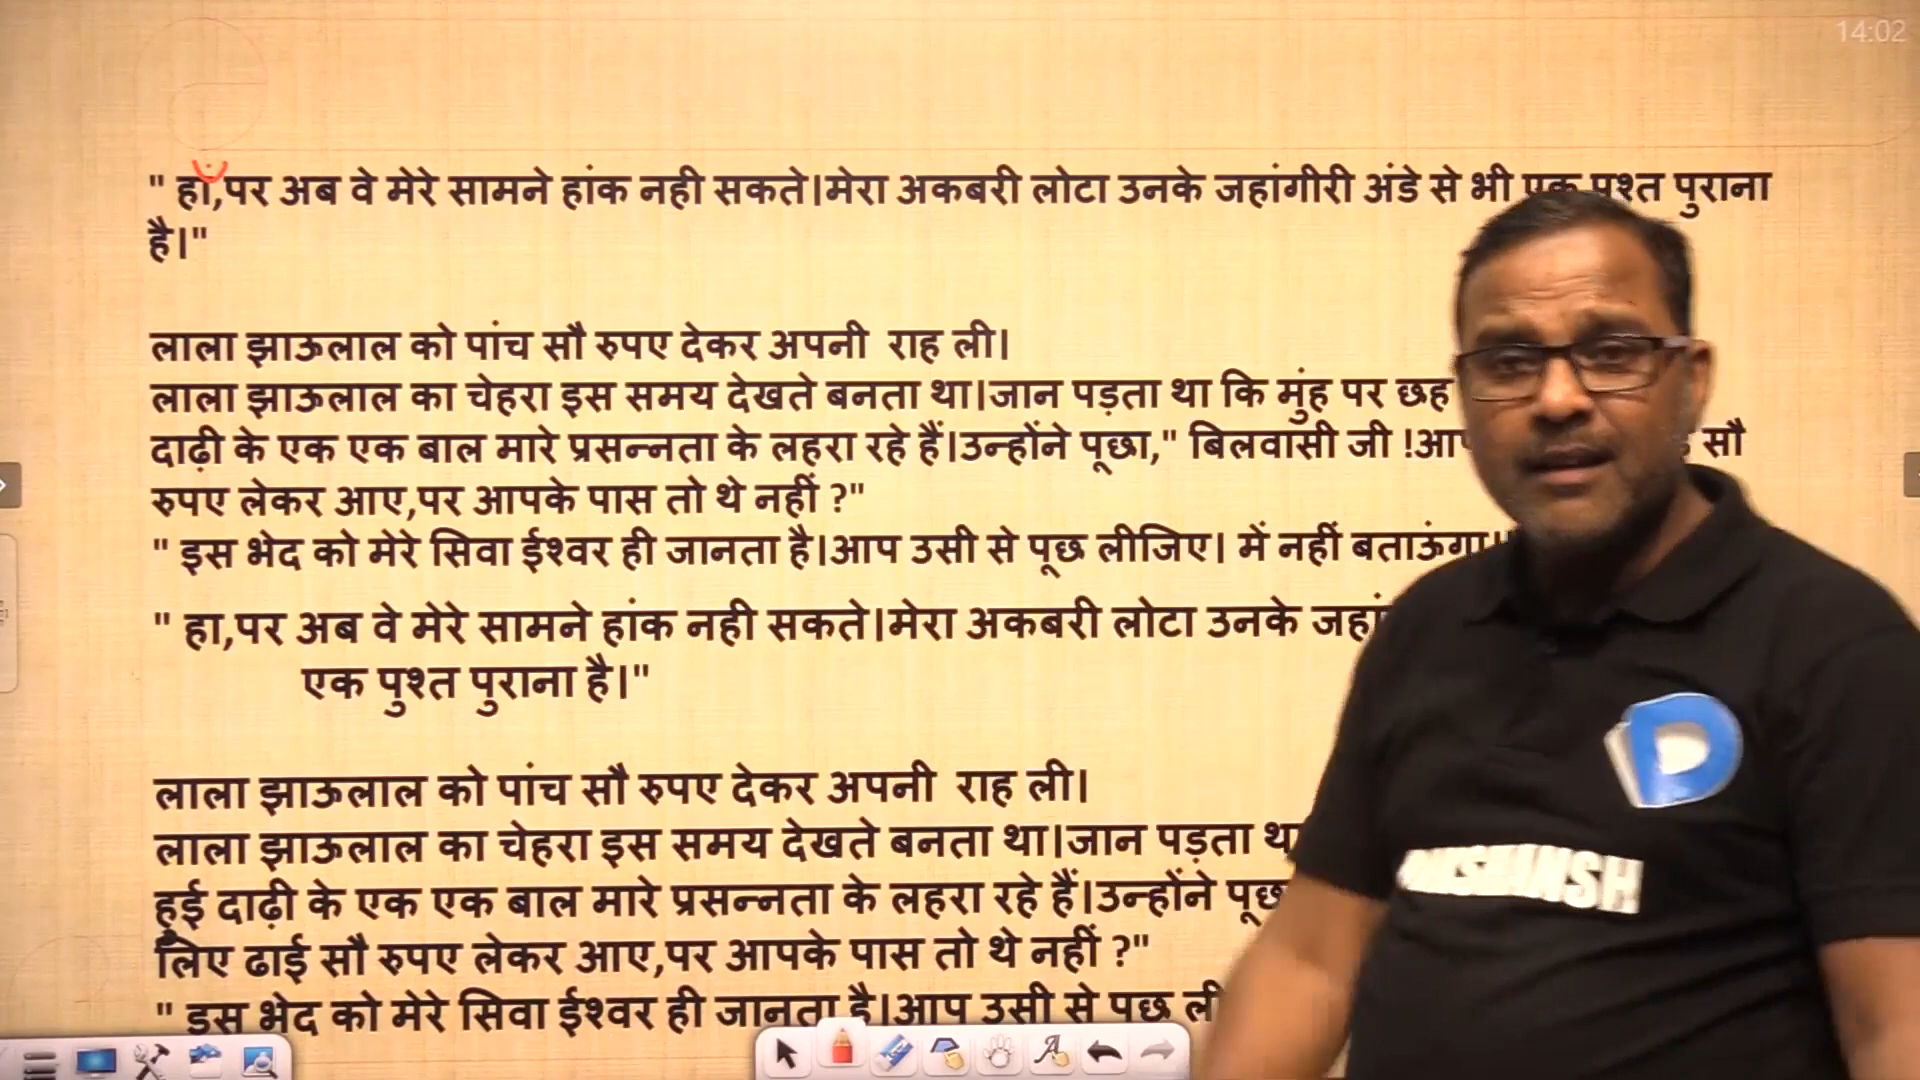 14:02
" हां,पर अब वे मेरे सामने हांक नही सकते।मेरा अकबरी लोटा उनके जहांगीरी अंडे से भी एक पुश्त पुराना
है।"
लाला झाऊलाल को पांच सौ रुपए देकर अपनी राह ली।
लाला झाऊलाल का चेहरा इस समय देखते बनता था।जान पड़ता था कि मुंह पर छह
दाढ़ी के एक एक बाल मारे प्रसन्नता के लहरा रहे हैं।उन्होंने पूछा," बिलवासी जी ! सौ
रुपए लेकर आए,पर आपके पास तो थे नहीं ?"
" इस भेद को मेरे सिवा ईश्वर ही जानता है।आप उसी से पूछ लीजिए। में नहीं बताऊंगा।
" हा,पर अब वे मेरे सामने हांक नही सकते।मेरा अकबरी लोटा उनके
एक पुश्त पुराना है।"
लाला झाऊलाल को पांच सौ रुपए देकर अपनी राह ली।
लाला झाऊलाल का चेहरा इस समय देखते बनता था।जान पड़ता था
हुई दाढ़ी के एक एक बाल मारे प्रसन्नता के लहरा रहे हैं।उन्होंने
लिए ढाई सौ रुपए लेकर आए,पर आपके पास तो थे नहीं ?"
" इस भेद को मेरे सिवा ईश्वर ही जानता है।आप उसी से पूछ